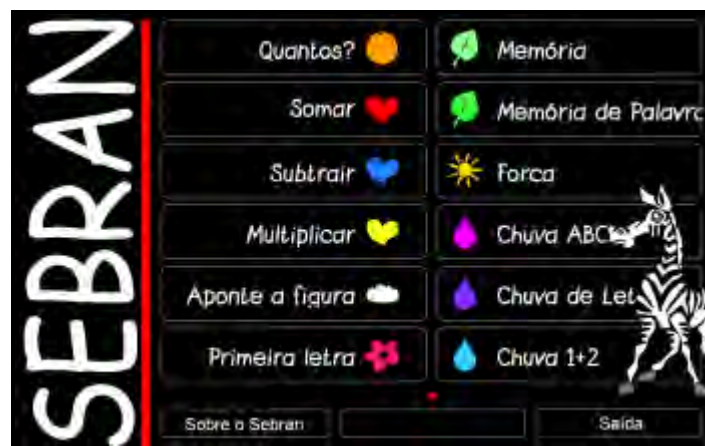 SEBRAN
Quantos?
Somar
Subtrair
Multiplicar
Aponte a figura
Primeira letra
Memória
Memória de Palavra
Forca
Chuva ABC
Chuva de Let
Chuva 1+2
Sobre o Sebran
Saída